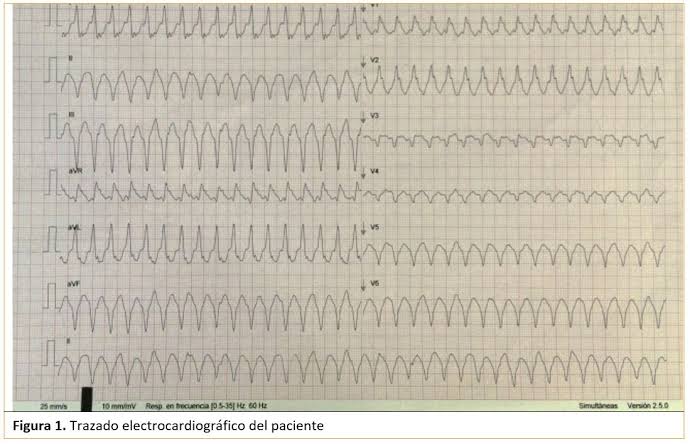 I
V1
II
V2
III
V3
aVR
V4
aVL
V5
aVF
V6
II
25 mm/s 10 mm/mV Resp. en frecuencia [0.5-35] Hz 60 Hz Simultáneas Versión 2.5.0
Figura 1. Trazado electrocardiográfico del paciente